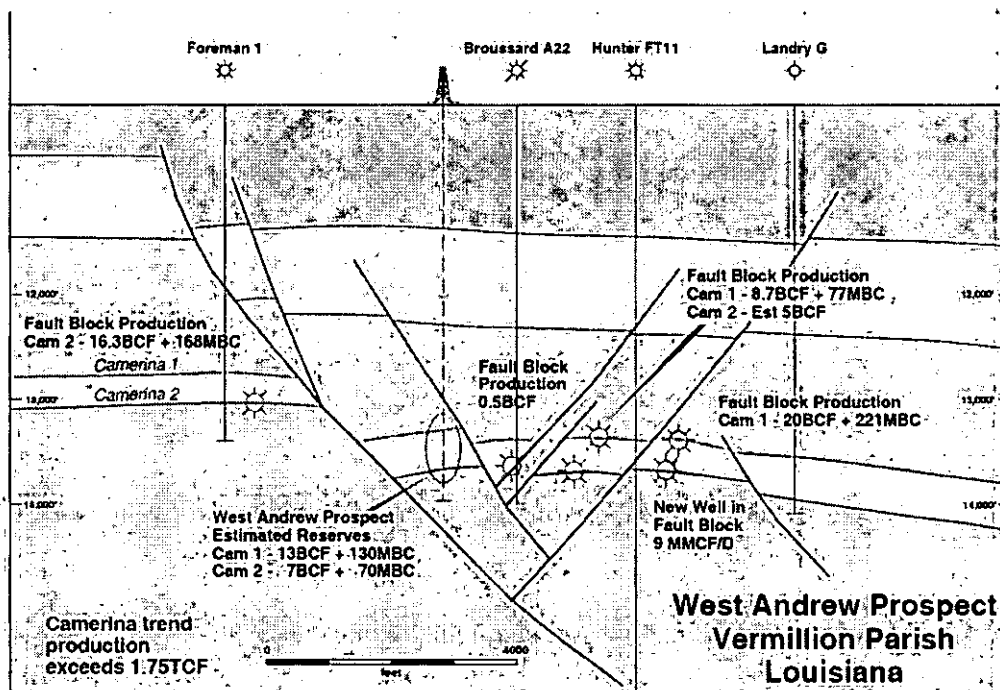 Foreman 1
Broussard A22
Hunter FT11
Landry G
12,000'
12,000'
Fault Block Production
Cam 1 - 8.7BCF + 77MBC
Cam 2 - Est 5BCF
Fault Block Production
Cam 2 - 16.3BCF + 168MBC
Camerina 1
Camerina 2
13,000'
13,000'
Fault Block
Production
0.5BCF
Fault Block Production
Cam 1 - 20BCF + 221MBC
14,000'
14,000'
West Andrew Prospect
Estimated Reserves
Cam 1 - 13BCF + 130MBC
Cam 2 - 7BCF + 70MBC
New Well in
Fault Block
9 MMCF/D
Camerina trend
production
exceeds 1.75TCF
0
4000
feet
West Andrew Prospect
Vermillion Parish
Louisiana